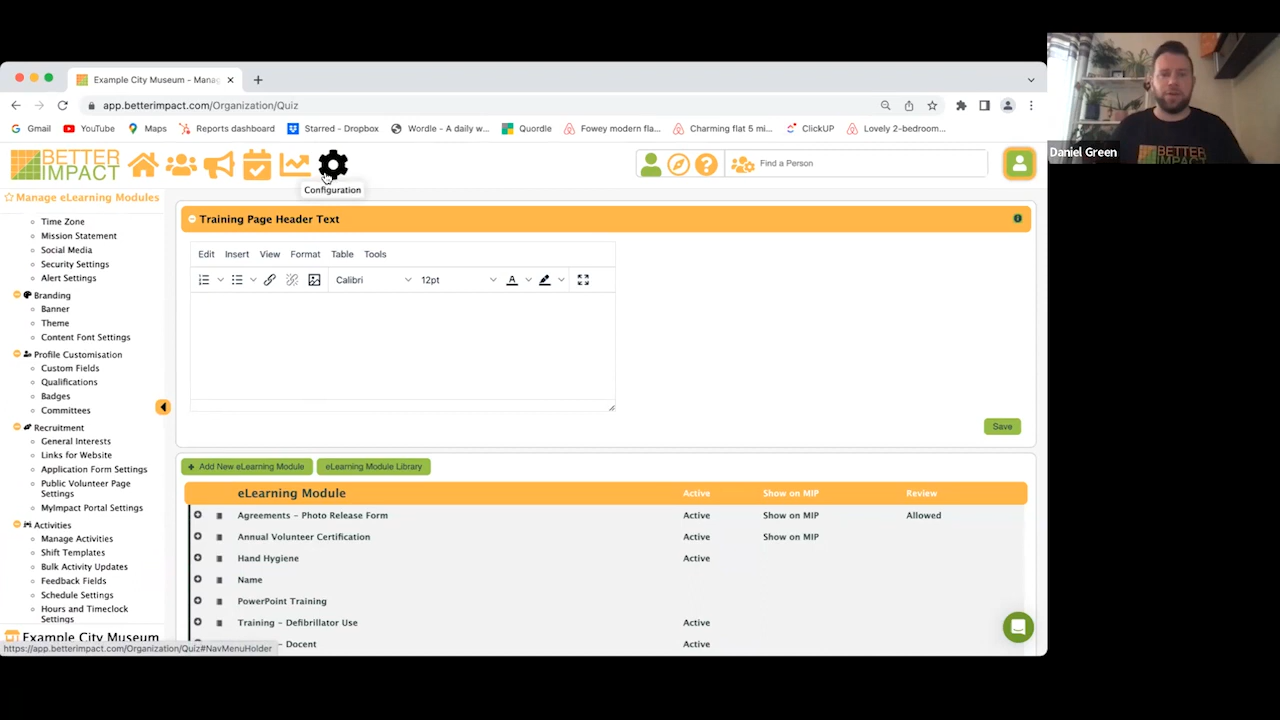 Example City Museum - Mana
app.betterimpact.com/Organization/Quiz
Gmail
YouTube
Maps
Reports dashboard
Starred - Dropbox
Wordle - A daily w...
Quordle
Fowey modern fla...
Charming flat 5 mi...
ClickUP
Lovely 2-bedroom...
BETTER
IMPACT
Find a Person
Configuration
Daniel Green
Manage eLearning Modules
Time Zone
Mission Statement
Social Media
Security Settings
Alert Settings
Branding
Banner
Theme
Content Font Settings
Profile Customisation
Custom Fields
Qualifications
Badges
Committees
Recruitment
General Interests
Links for Website
Application Form Settings
Public Volunteer Page
Settings
MyImpact Portal Settings
Activities
Manage Activities
Shift Templates
Bulk Activity Updates
Feedback Fields
Schedule Settings
Hours and Timeclock
Settings
Example City Museum
https://app.betterimpact.com/Organization/Quiz#NavMenuHolder
Training Page Header Text
Edit Insert View Format Table Tools
Calibri 12pt
Save
Add New eLearning Module
eLearning Module Library
eLearning Module Active Show on MIP Review
Agreements - Photo Release Form Active Show on MIP Allowed
Annual Volunteer Certification Active Show on MIP
Hand Hygiene Active
Name
PowerPoint Training
Training - Defibrillator Use Active
- Docent Active